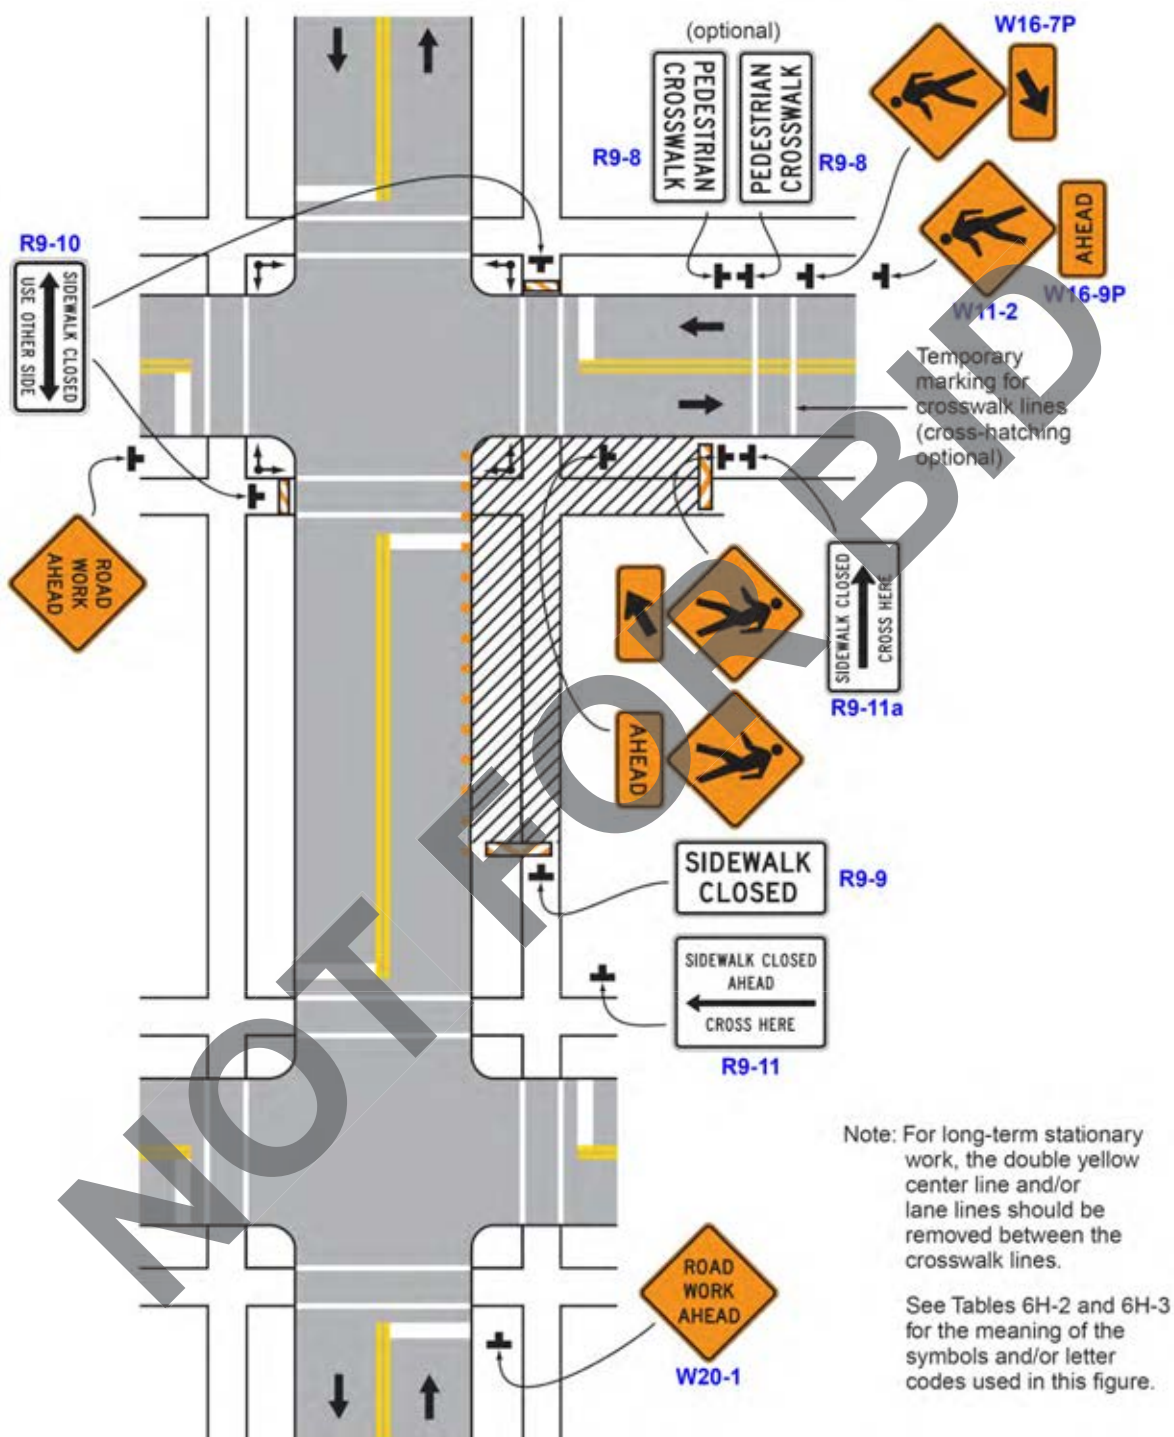 (optional)
PEDESTRIAN
CROSSWALK
R9-8
PEDESTRIAN
CROSSWALK
R9-8
W16-7P
AHEAD
W16-9P
W11-2
R9-10
SIDEWALK CLOSED
USE OTHER SIDE
Temporary
marking for
crosswalk lines
(cross-hatching
optional)
ROAD
WORK
AHEAD
SIDEWALK CLOSED
CROSS HERE
R9-11a
AHEAD
SIDEWALK
CLOSED
R9-9
SIDEWALK CLOSED
AHEAD
CROSS HERE
R9-11
ROAD
WORK
AHEAD
W20-1
Note: For long-term stationary
work, the double yellow
center line and/or
lane lines should be
removed between the
crosswalk lines.
See Tables 6H-2 and 6H-3
for the meaning of the
symbols and/or letter
codes used in this figure.
NOT FOR BID